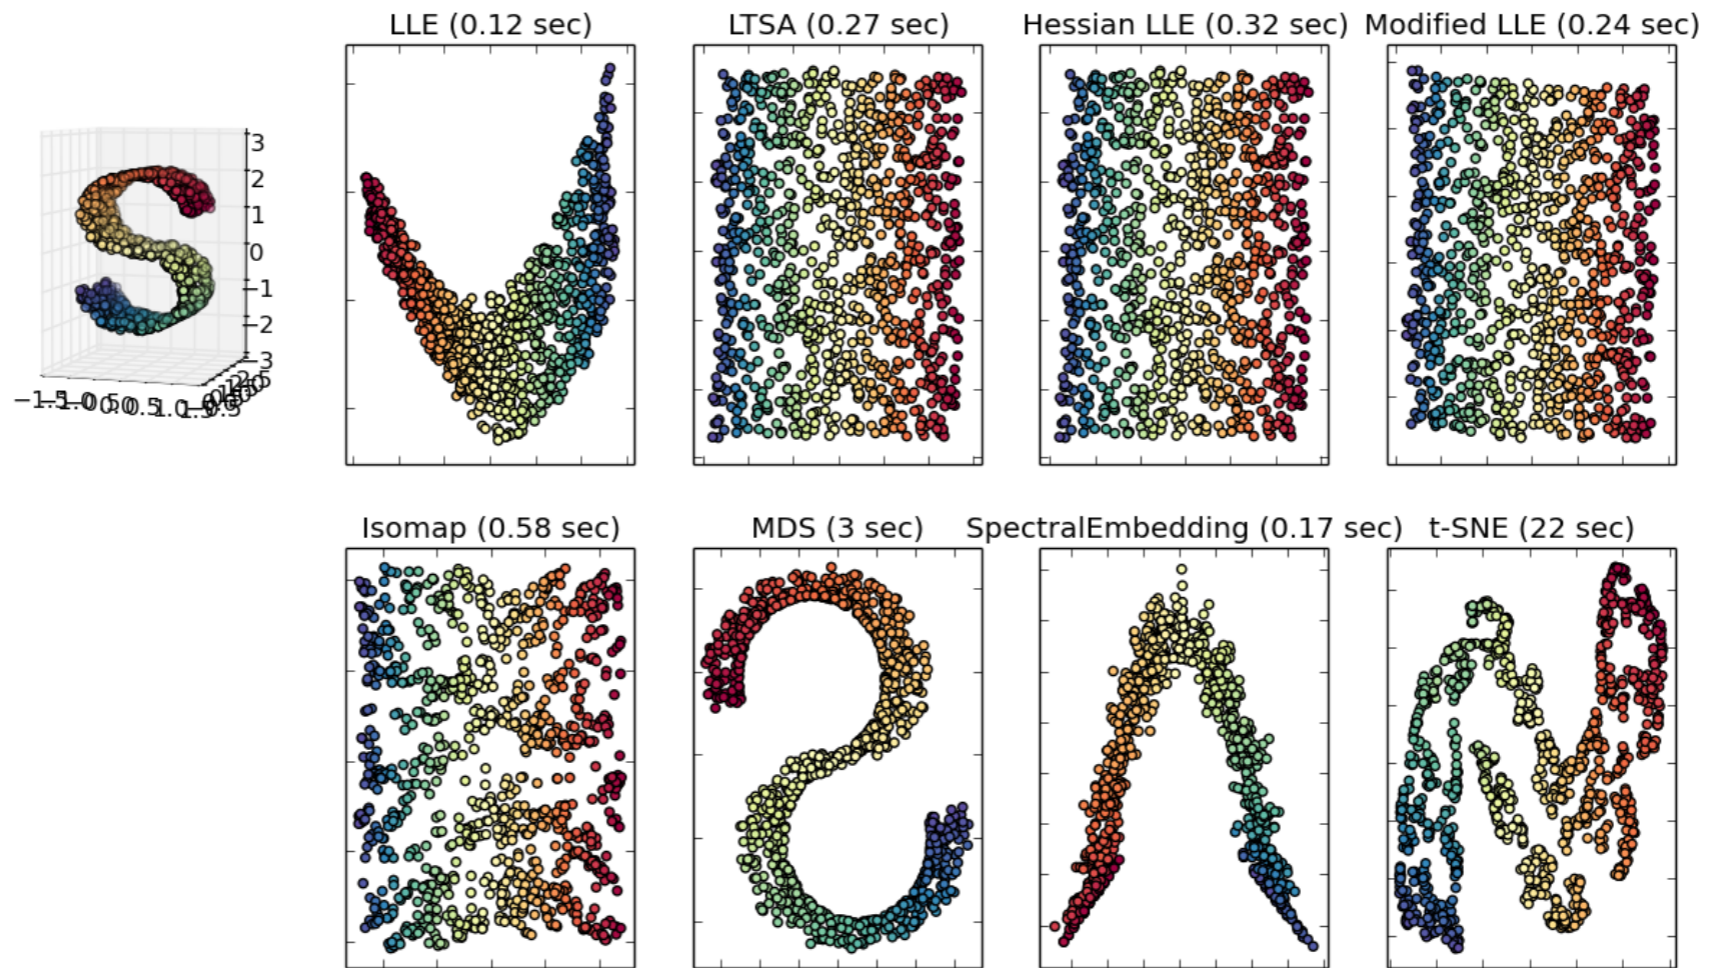 LLE (0.12 sec)
LTSA (0.27 sec)
Hessian LLE (0.32 sec)
Modified LLE (0.24 sec)
3
2
1
0
−1
−2
−3
Isomap (0.58 sec)
MDS (3 sec)
SpectralEmbedding (0.17 sec)
t-SNE (22 sec)